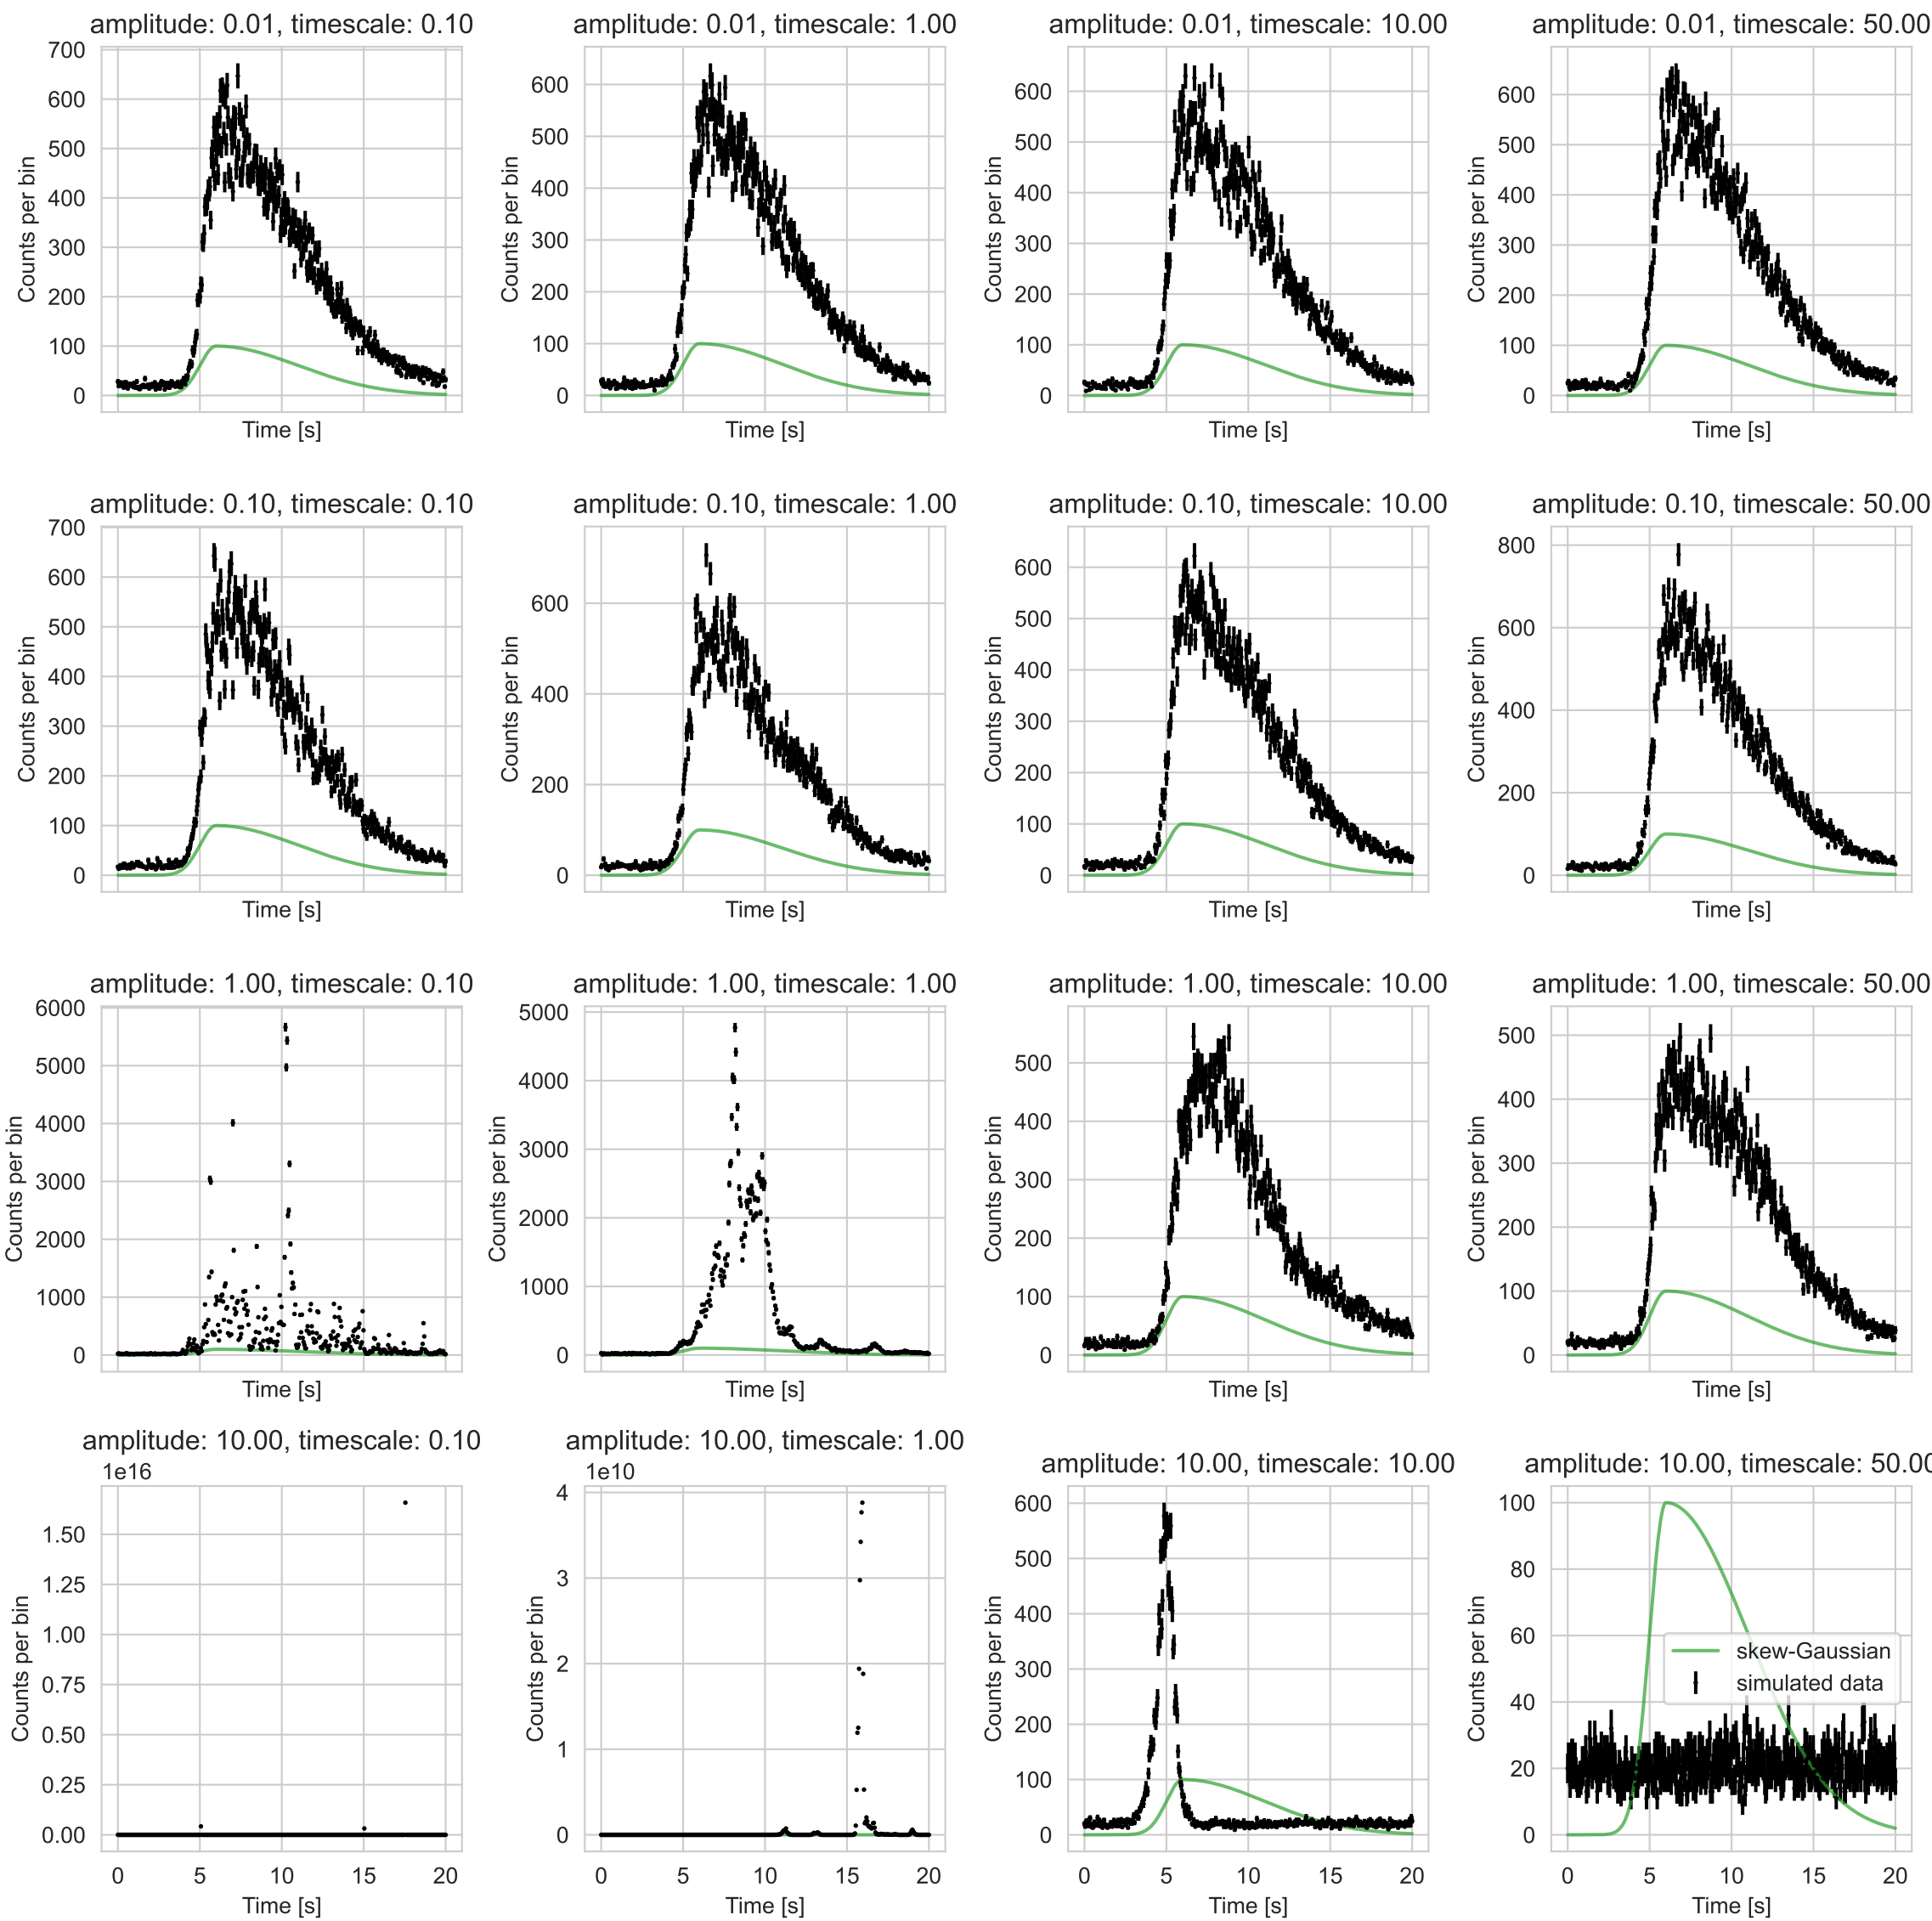 amplitude: 0.01, timescale: 0.10
700
600
500
400
300
200
100
0
Counts per bin
Time [s]
amplitude: 0.01, timescale: 1.00
600
500
400
300
200
100
0
Counts per bin
Time [s]
amplitude: 0.01, timescale: 10.00
600
500
400
300
200
100
0
Counts per bin
Time [s]
amplitude: 0.01, timescale: 50.00
600
500
400
300
200
100
0
Counts per bin
Time [s]
amplitude: 0.10, timescale: 0.10
700
600
500
400
300
200
100
0
Counts per bin
Time [s]
amplitude: 0.10, timescale: 1.00
600
400
200
0
Counts per bin
Time [s]
amplitude: 0.10, timescale: 10.00
600
500
400
300
200
100
0
Counts per bin
Time [s]
amplitude: 0.10, timescale: 50.00
800
600
400
200
0
Counts per bin
Time [s]
amplitude: 1.00, timescale: 0.10
6000
5000
4000
3000
2000
1000
0
Counts per bin
Time [s]
amplitude: 1.00, timescale: 1.00
5000
4000
3000
2000
1000
0
Counts per bin
Time [s]
amplitude: 1.00, timescale: 10.00
500
400
300
200
100
0
Counts per bin
Time [s]
amplitude: 1.00, timescale: 50.00
500
400
300
200
100
0
Counts per bin
Time [s]
amplitude: 10.00, timescale: 0.10
1e16
1.50
1.25
1.00
0.75
0.50
0.25
0.00
Counts per bin
0 5 10 15 20
Time [s]
amplitude: 10.00, timescale: 1.00
1e10
4
3
2
1
0
Counts per bin
0 5 10 15 20
Time [s]
amplitude: 10.00, timescale: 10.00
600
500
400
300
200
100
0
Counts per bin
0 5 10 15 20
Time [s]
amplitude: 10.00, timescale: 50.00
100
80
60
40
20
0
Counts per bin
skew-Gaussian
simulated data
0 5 10 15 20
Time [s]